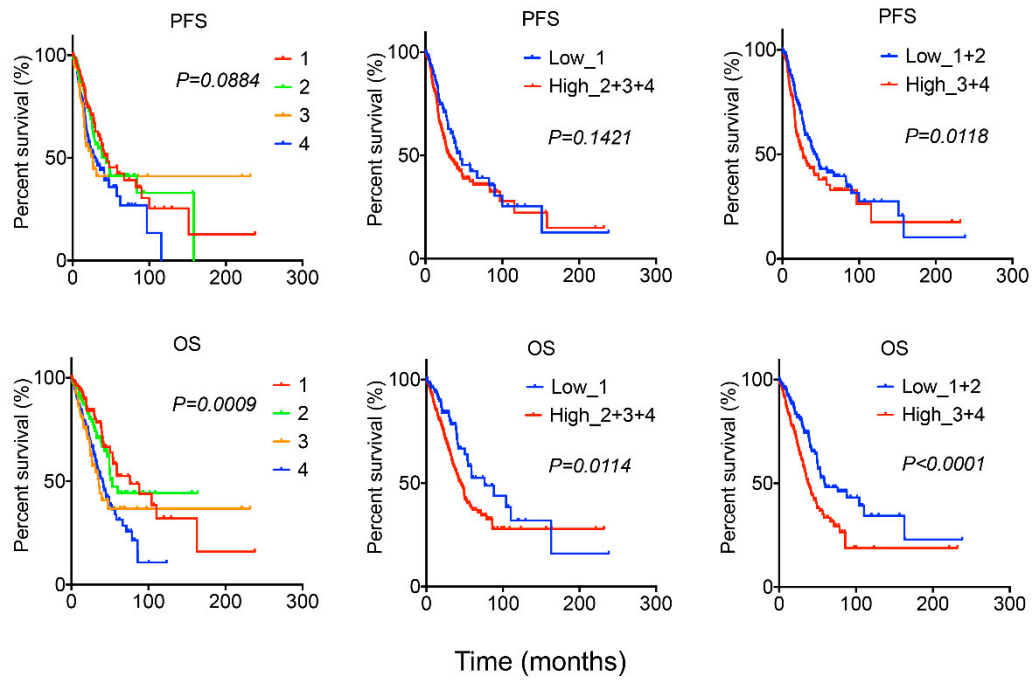 PFS
Percent survival (%)
100
50
0
0 100 200 300
P=0.0884
1
2
3
4
PFS
Percent survival (%)
100
50
0
0 100 200 300
Low_1
High_2+3+4
P=0.1421
PFS
Percent survival (%)
100
50
0
0 100 200 300
Low_1+2
High_3+4
P=0.0118
OS
Percent survival (%)
100
50
0
0 100 200 300
P=0.0009
1
2
3
4
OS
Percent survival (%)
100
50
0
0 100 200 300
Low_1
High_2+3+4
P=0.0114
OS
Percent survival (%)
100
50
0
0 100 200 300
Low_1+2
High_3+4
P<0.0001
Time (months)